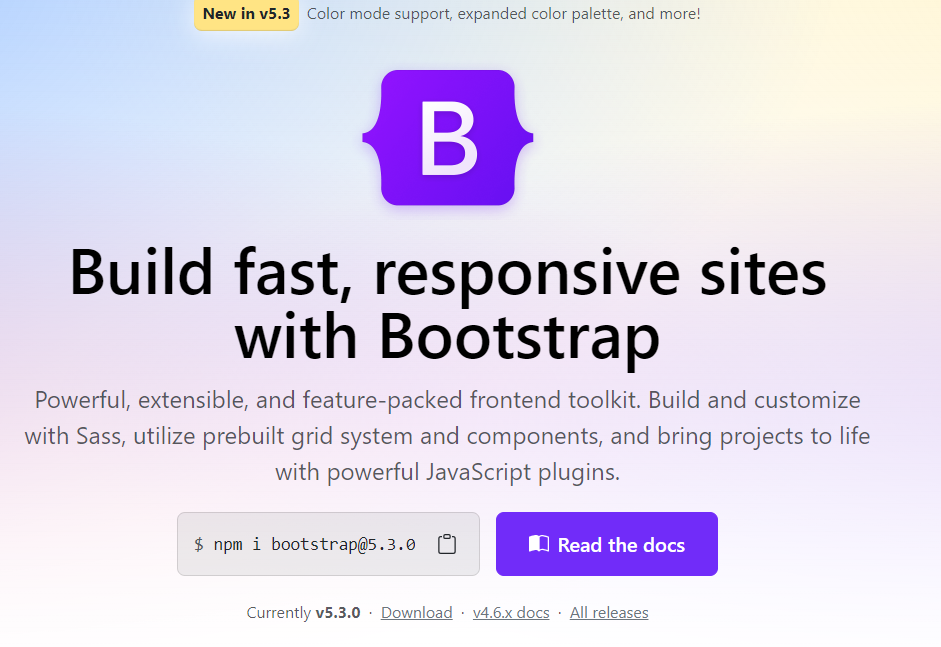 New in v5.3 Color mode support, expanded color palette, and more!
B
Build fast, responsive sites
with Bootstrap
Powerful, extensible, and feature-packed frontend toolkit. Build and customize
with Sass, utilize prebuilt grid system and components, and bring projects to life
with powerful JavaScript plugins.
$ npm i bootstrap@5.3.0 Read the docs
Currently v5.3.0 · Download · v4.6.x docs · All releases